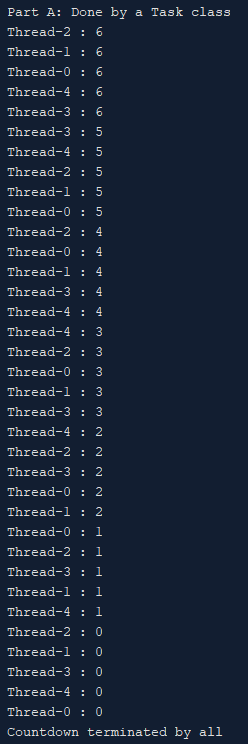 Part A: Done by a Task class
Thread-2 : 6
Thread-1 : 6
Thread-0 : 6
Thread-4 : 6
Thread-3 : 6
Thread-3 : 5
Thread-4 : 5
Thread-2 : 5
Thread-1 : 5
Thread-0 : 5
Thread-2 : 4
Thread-0 : 4
Thread-1 : 4
Thread-3 : 4
Thread-4 : 4
Thread-4 : 3
Thread-2 : 3
Thread-0 : 3
Thread-1 : 3
Thread-3 : 3
Thread-4 : 2
Thread-2 : 2
Thread-3 : 2
Thread-0 : 2
Thread-1 : 2
Thread-0 : 1
Thread-2 : 1
Thread-3 : 1
Thread-1 : 1
Thread-4 : 1
Thread-2 : 0
Thread-1 : 0
Thread-3 : 0
Thread-4 : 0
Thread-0 : 0
Countdown terminated by all